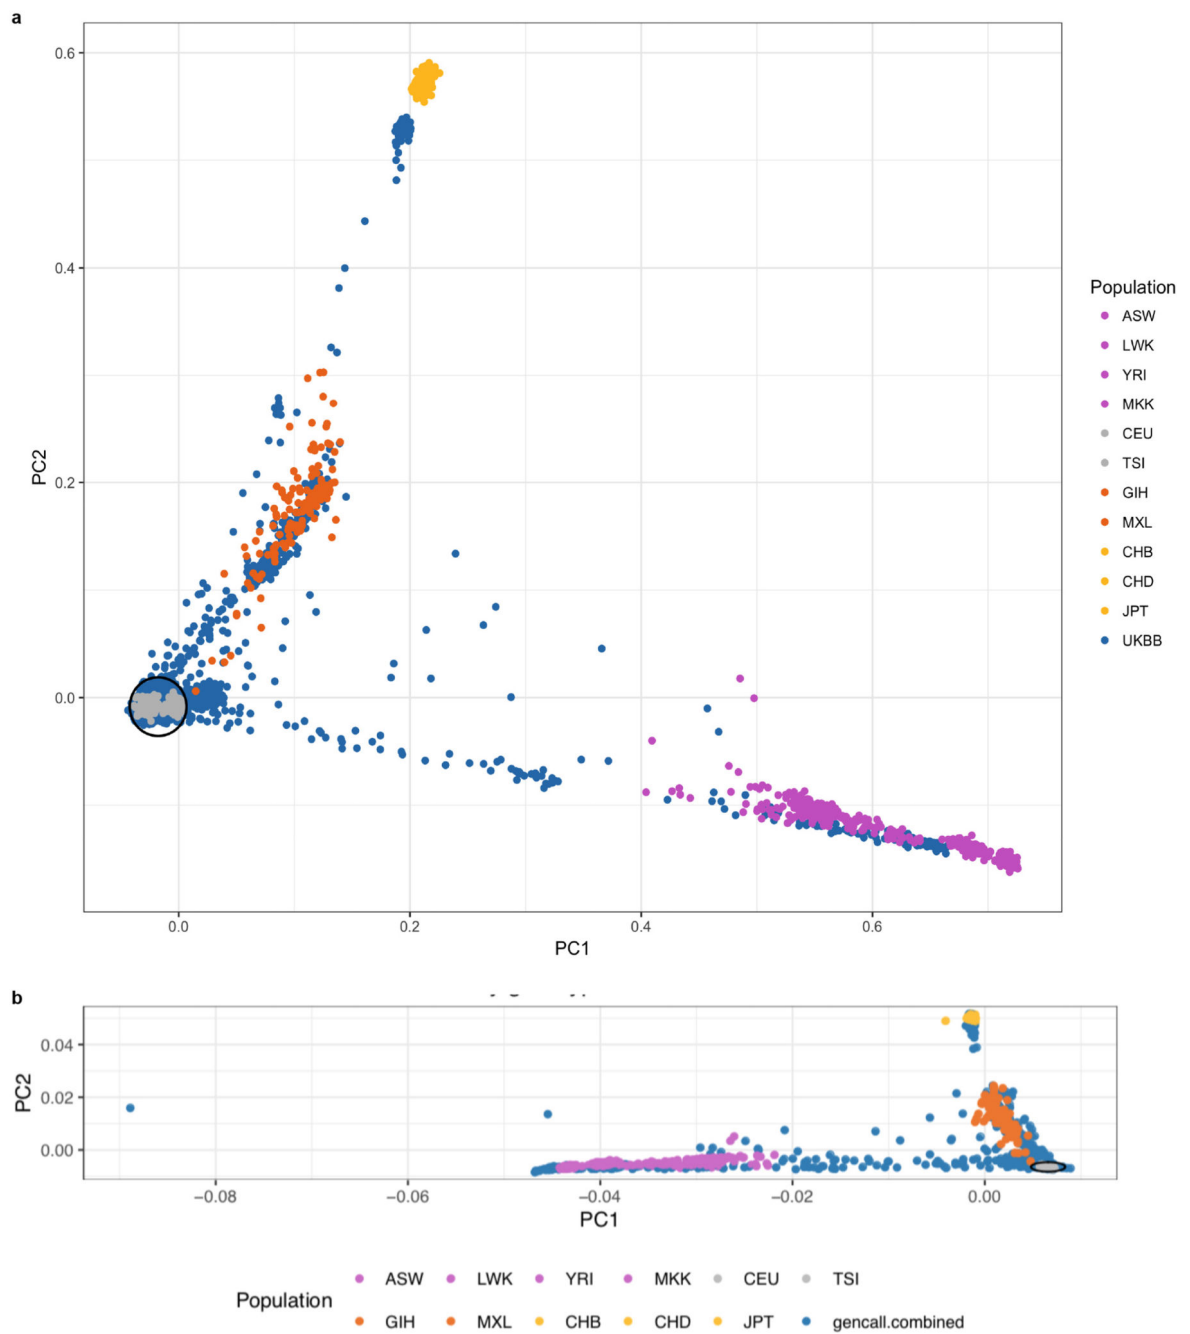 a
0.6
0.4
0.2
0.0
PC2
0.0 0.2 0.4 0.6
PC1
Population
ASW
LWK
YRI
MKK
CEU
TSI
GIH
MXL
CHB
CHD
JPT
UKBB
b
0.04
0.02
0.00
PC2
−0.08 −0.06 −0.04 −0.02 0.00
PC1
Population
ASW LWK YRI MKK CEU TSI
GIH MXL CHB CHD JPT gencall.combined